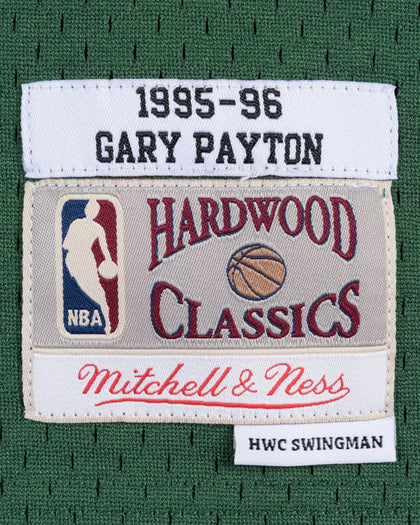 1995-96
GARY PAYTON
HARDWOOD
CLASSICS
NBA
Mitchell & Ness
HWC SWINGMAN